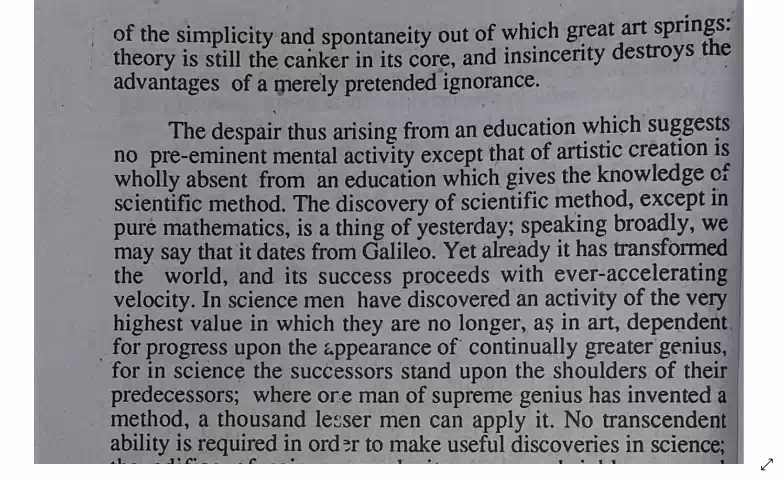 of the simplicity and spontaneity out of which great art springs:
theory is still the canker in its core, and insincerity destroys the
advantages of a merely pretended ignorance.
The despair thus arising from an education which suggests
no pre-eminent mental activity except that of artistic creation is
wholly absent from an education which gives the knowledge of
scientific method. The discovery of scientific method, except in
pure mathematics, is a thing of yesterday; speaking broadly, we
may say that it dates from Galileo. Yet already it has transformed
the world, and its success proceeds with ever-accelerating
velocity. In science men have discovered an activity of the very
highest value in which they are no longer, as in art, dependent
for progress upon the appearance of continually greater genius,
for in science the successors stand upon the shoulders of their
predecessors; where one man of supreme genius has invented a
method, a thousand lesser men can apply it. No transcendent
ability is required in order to make useful discoveries in science;